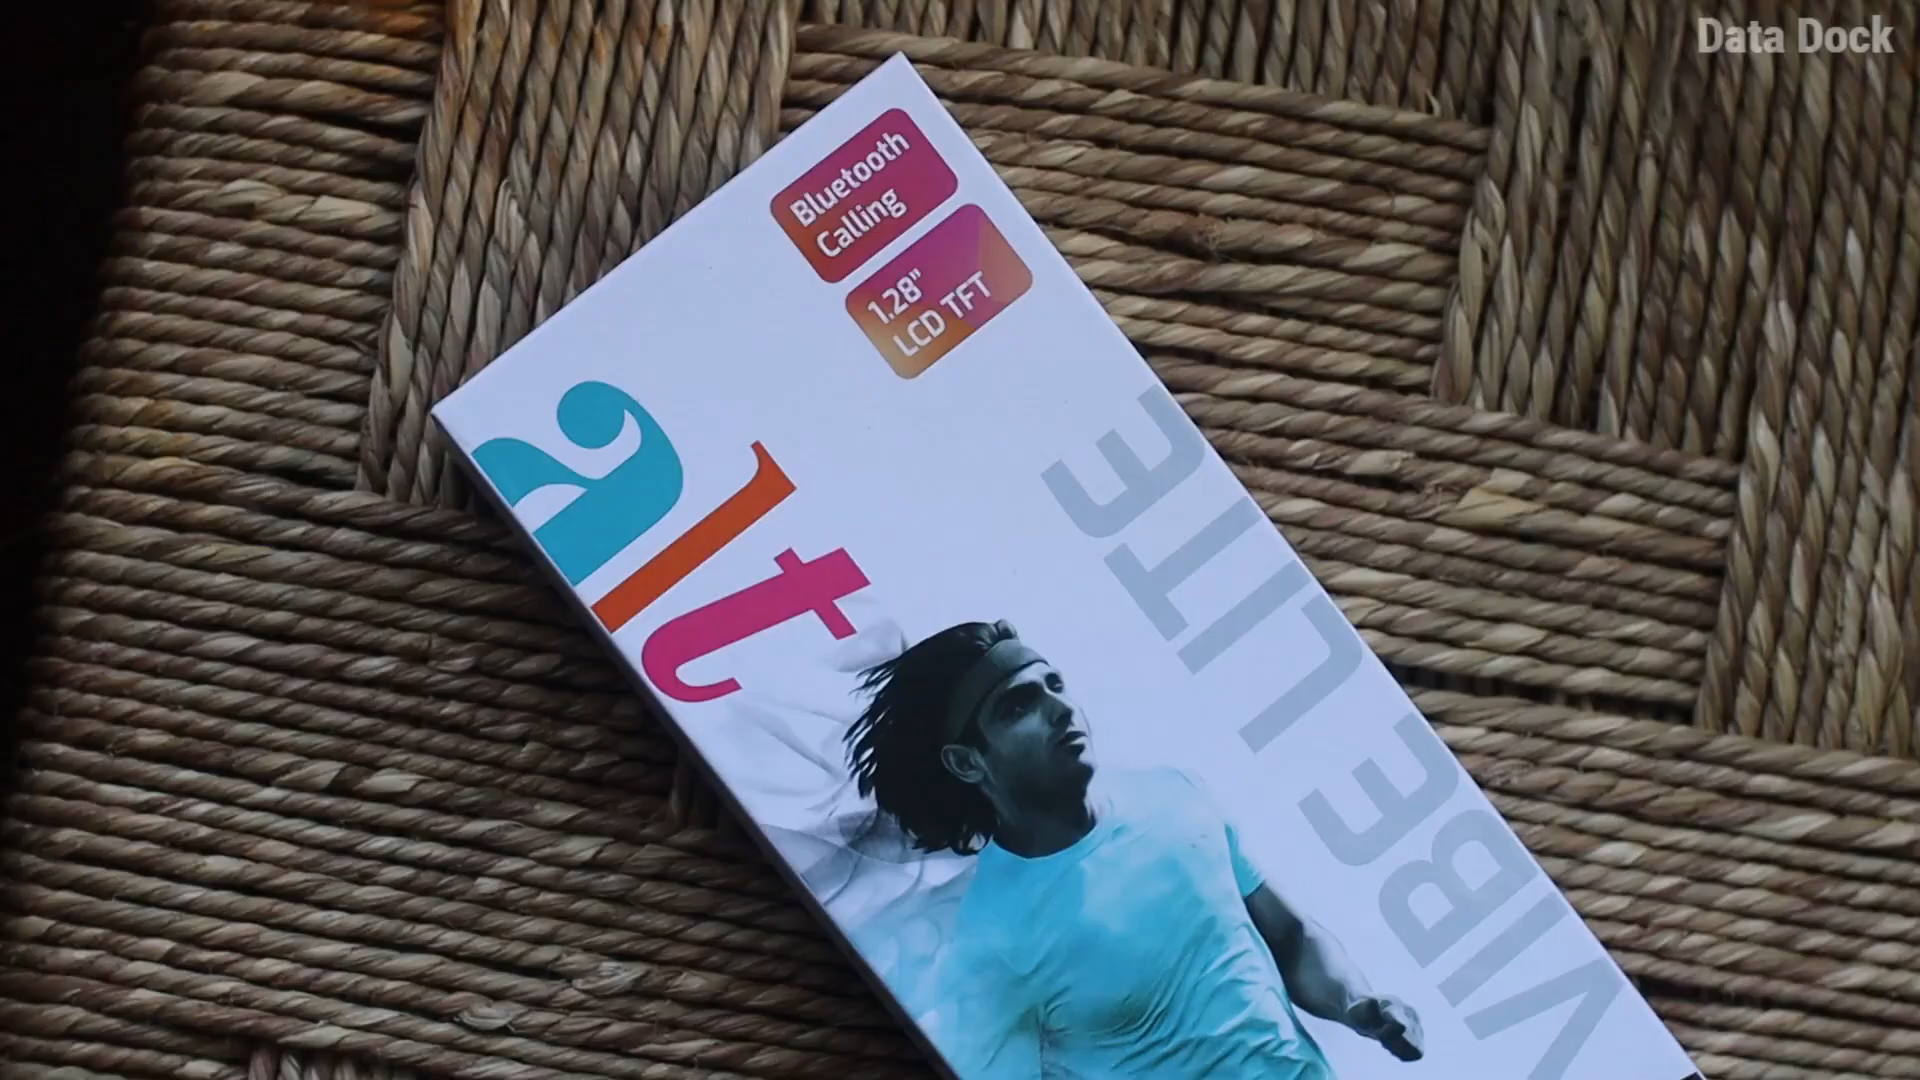 Data Dock
Bluetooth
Calling
1.28"
LCD TFT
alt
VIBE LITE